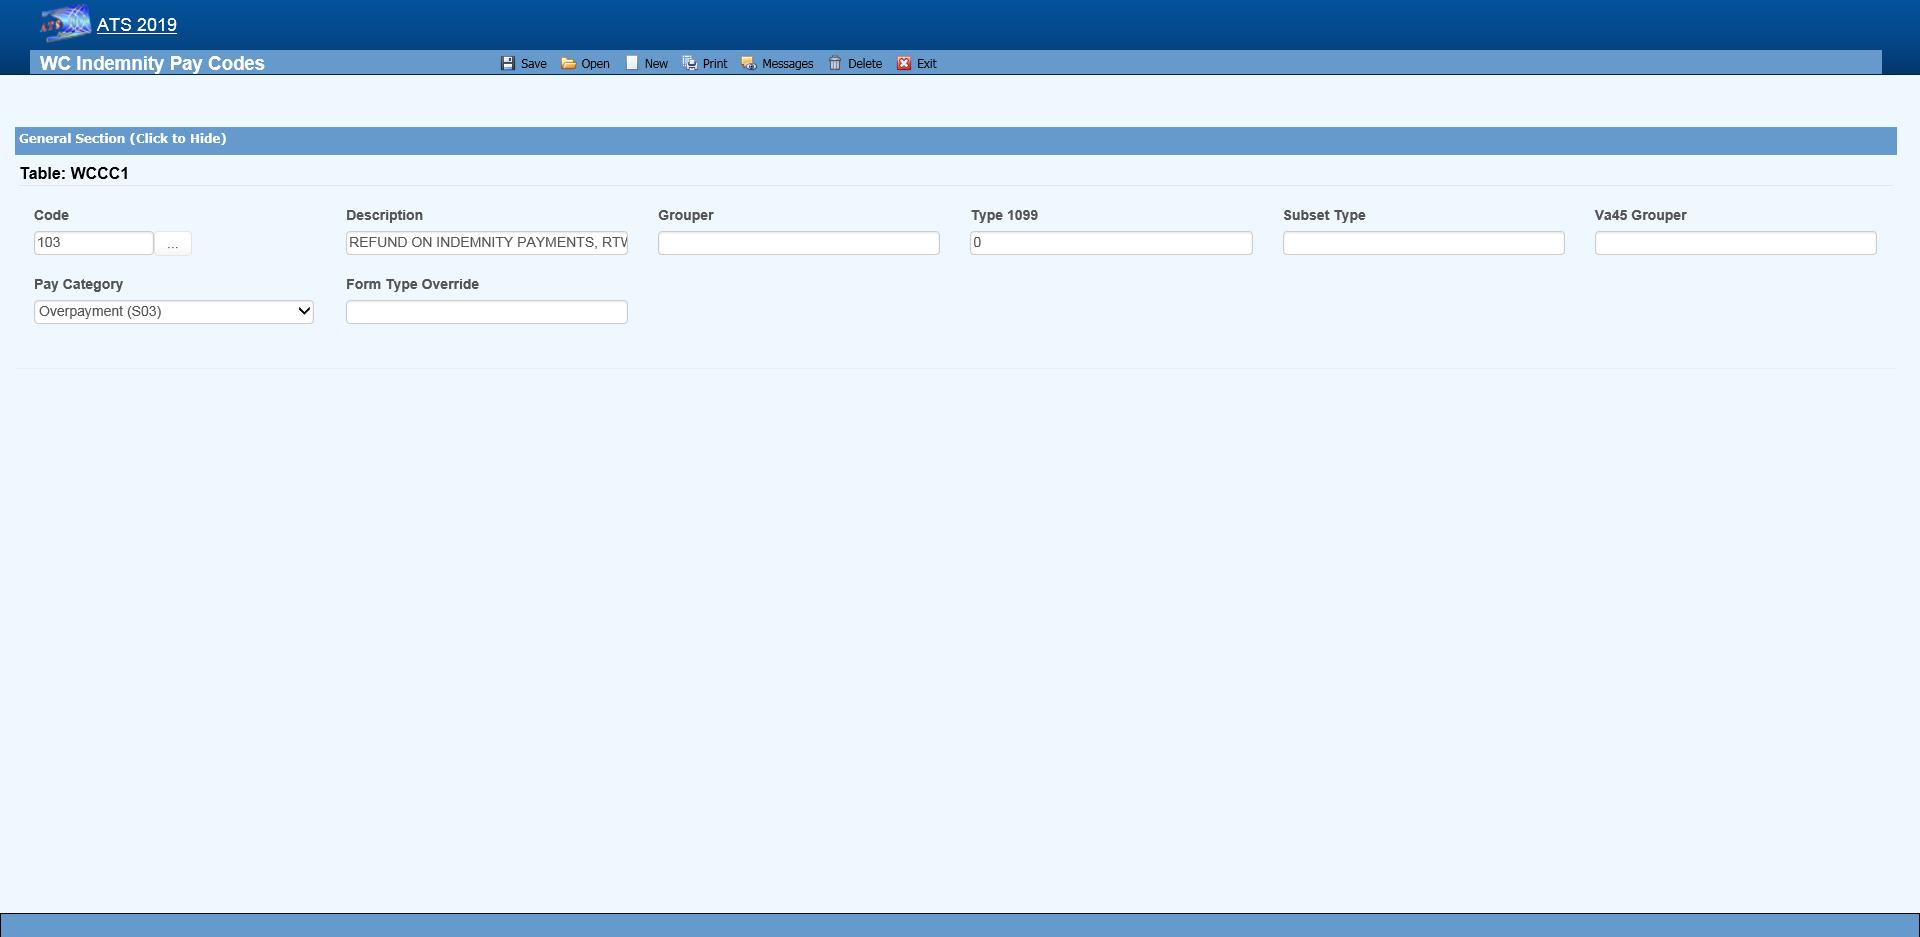 ATS ATS 2019
WC Indemnity Pay Codes Save Open New Print Messages Delete Exit
General Section (Click to Hide)
Table: WCCC1
Code Description Grouper Type 1099 Subset Type Va45 Grouper
103 ... REFUND ON INDEMNITY PAYMENTS, RTW 0
Pay Category Form Type Override
Overpayment (S03)